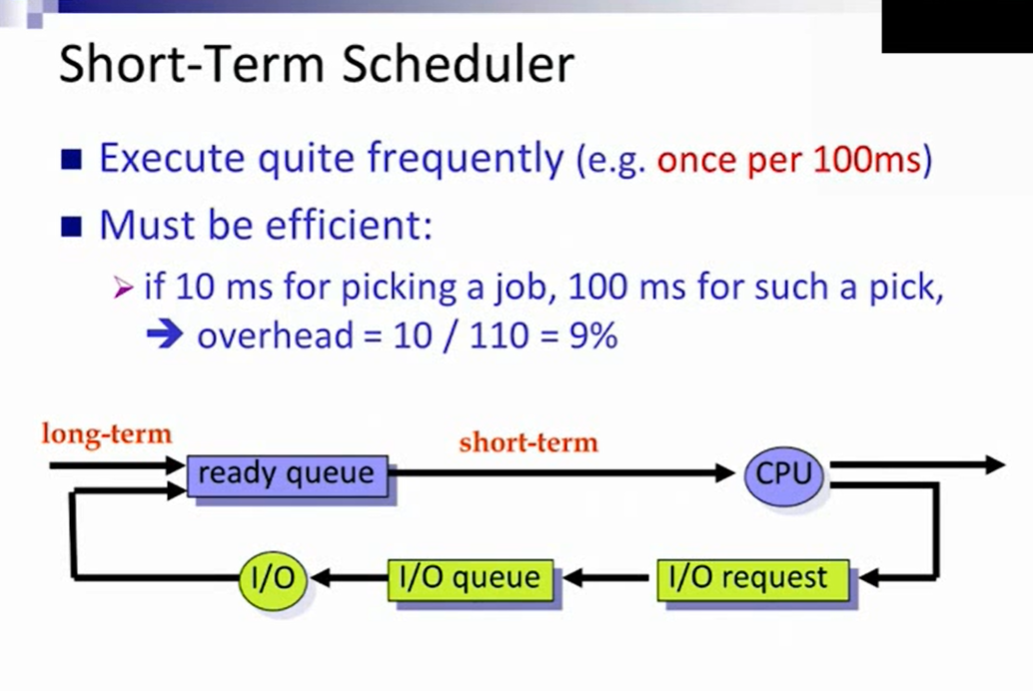 Short-Term Scheduler
Execute quite frequently (e.g. once per 100ms)
Must be efficient:
if 10 ms for picking a job, 100 ms for such a pick,
➔ overhead = 10 / 110 = 9%
long-term
short-term
ready queue
CPU
I/O
I/O queue
I/O request